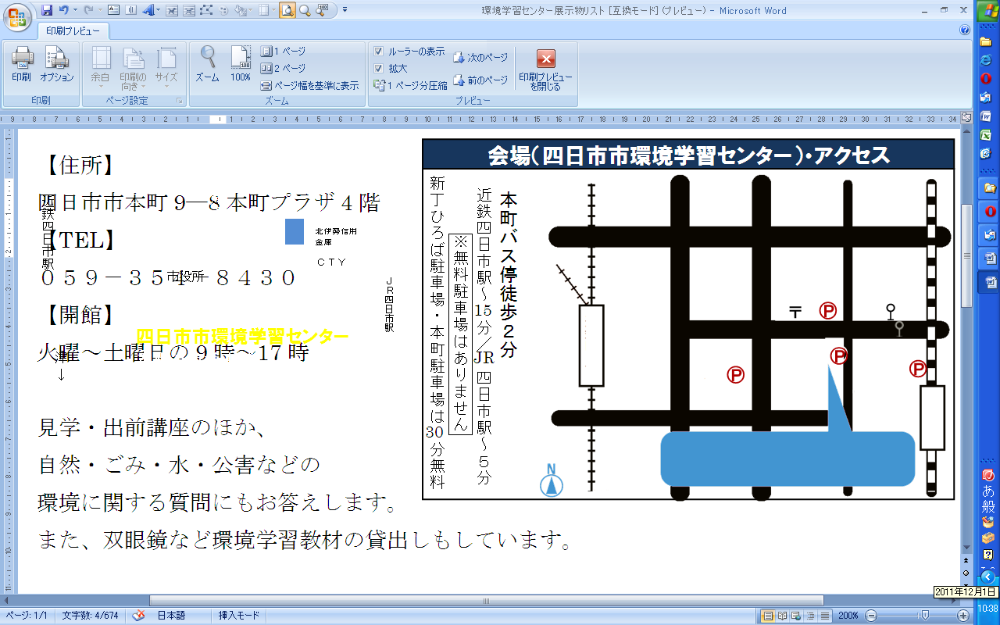 環境学習センター展示物リスト [互換モード] (プレビュー) - Microsoft Word
印刷プレビュー
印刷
オプション
余白
印刷の向き
サイズ
ズーム
100%
1 ページ
2 ページ
ページ幅を基準に表示
ルーラーの表示
拡大
1 ページ分圧縮
次のページ
前のページ
印刷プレビューを閉じる
印刷
ページ設定
ズーム
プレビュー
【住所】
四日市市本町9―8本町プラザ4階
【TEL】
059－354－8430
【開館】
火曜～土曜日の9時～17時
見学・出前講座のほか、
自然・ごみ・水・公害などの
環境に関する質問にもお答えします。
また、双眼鏡など環境学習教材の貸出しもしています。
近鉄四日市駅
北伊勢信用
金庫
CTY
市役所
JR四日市駅
四日市市環境学習センター
津
↓
会場(四日市市環境学習センター)・アクセス
本町バス停徒歩2分
近鉄四日市駅～15分／JR四日市駅～5分
※無料駐車場はありません
新丁ひろば駐車場・本町駐車場は30分無料
〒
P
P
P
P
N
ページ: 1/1
文字数: 4/674
日本語
挿入モード
200%
あ
般
2011年12月1日
10:38